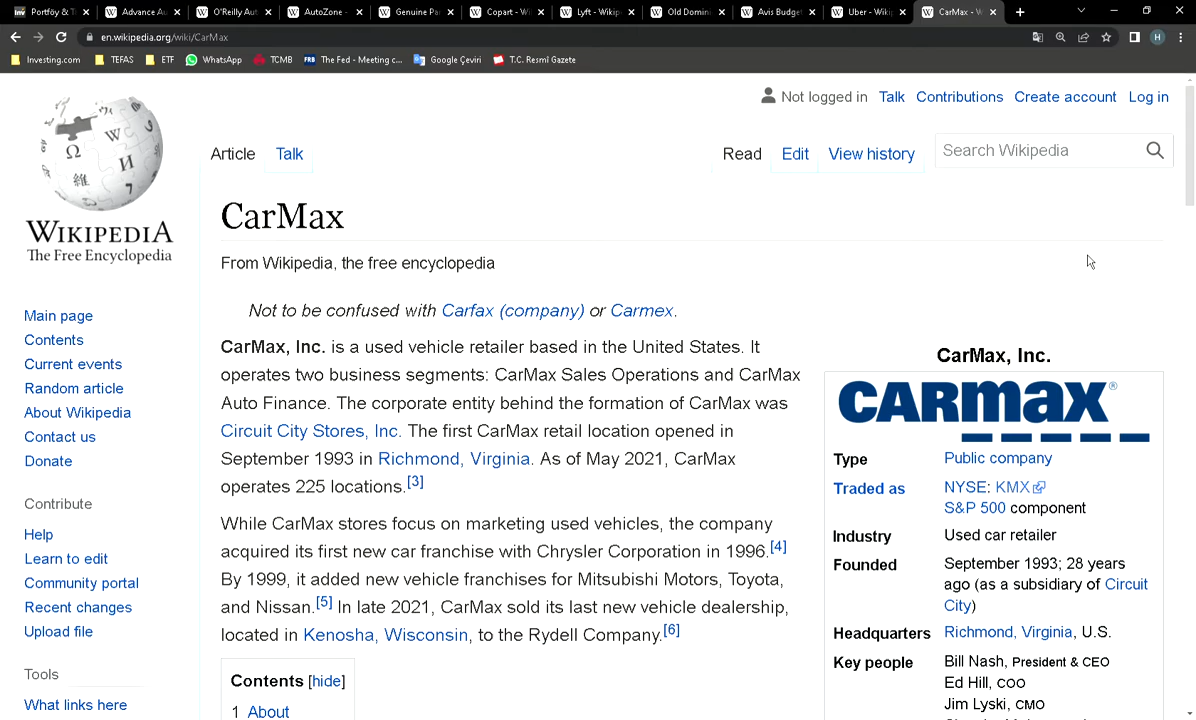 Portföy & T
Advance Au
O'Reilly Aut
AutoZone -
Genuine Pa
Copart - Wi
Lyft - Wikip
Old Domini
Avis Budget
Uber - Wiki
CarMax - W
en.wikipedia.org/wiki/CarMax
H
Investing.com
TEFAS
ETF
WhatsApp
TCMB
FRB The Fed - Meeting c...
Google Çeviri
T.C. Resmî Gazete
Not logged in Talk Contributions Create account Log in
Article Talk
Read Edit View history Search Wikipedia
WIKIPEDIA
The Free Encyclopedia
Main page
Contents
Current events
Random article
About Wikipedia
Contact us
Donate
Contribute
Help
Learn to edit
Community portal
Recent changes
Upload file
Tools
What links here
CarMax
From Wikipedia, the free encyclopedia
Not to be confused with Carfax (company) or Carmex.
CarMax, Inc. is a used vehicle retailer based in the United States. It
operates two business segments: CarMax Sales Operations and CarMax
Auto Finance. The corporate entity behind the formation of CarMax was
Circuit City Stores, Inc. The first CarMax retail location opened in
September 1993 in Richmond, Virginia. As of May 2021, CarMax
operates 225 locations.[3]
While CarMax stores focus on marketing used vehicles, the company
acquired its first new car franchise with Chrysler Corporation in 1996.[4]
By 1999, it added new vehicle franchises for Mitsubishi Motors, Toyota,
and Nissan.[5] In late 2021, CarMax sold its last new vehicle dealership,
located in Kenosha, Wisconsin, to the Rydell Company.[6]
Contents [hide]
1 About
CarMax, Inc.
CARMAX®
Type Public company
Traded as NYSE: KMX
S&P 500 component
Industry Used car retailer
Founded September 1993; 28 years
ago (as a subsidiary of Circuit
City)
Headquarters Richmond, Virginia, U.S.
Key people Bill Nash, President & CEO
Ed Hill, COO
Jim Lyski, CMO